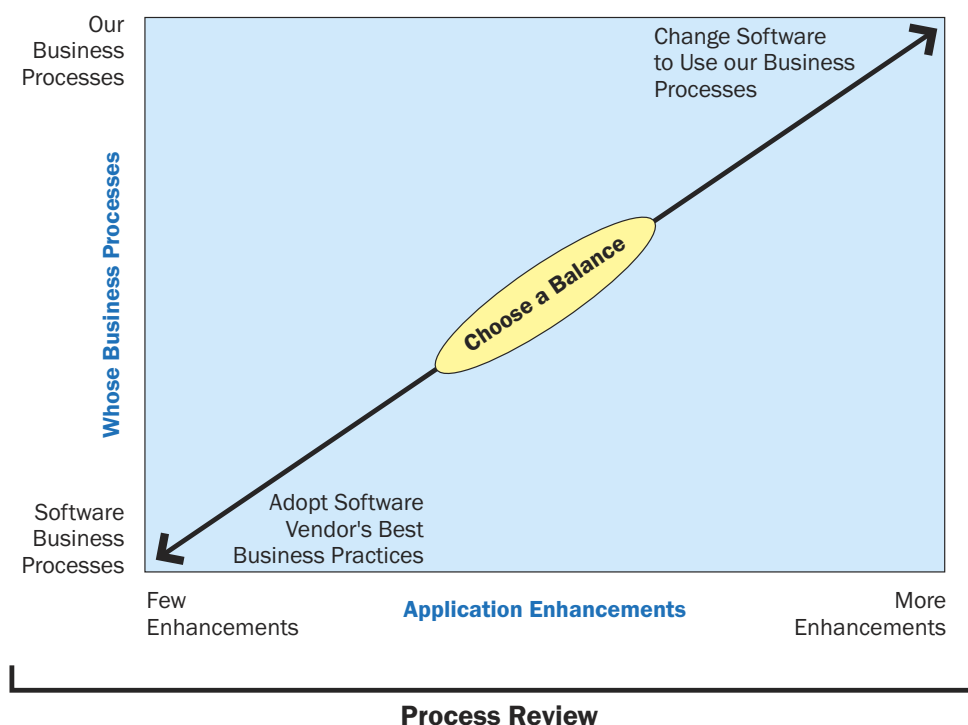 Our
Business
Processes
Change Software
to Use our Business
Processes
Whose Business Processes
Choose a Balance
Software
Business
Processes
Adopt Software
Vendor's Best
Business Practices
Few
Enhancements
Application Enhancements
More
Enhancements
Process Review